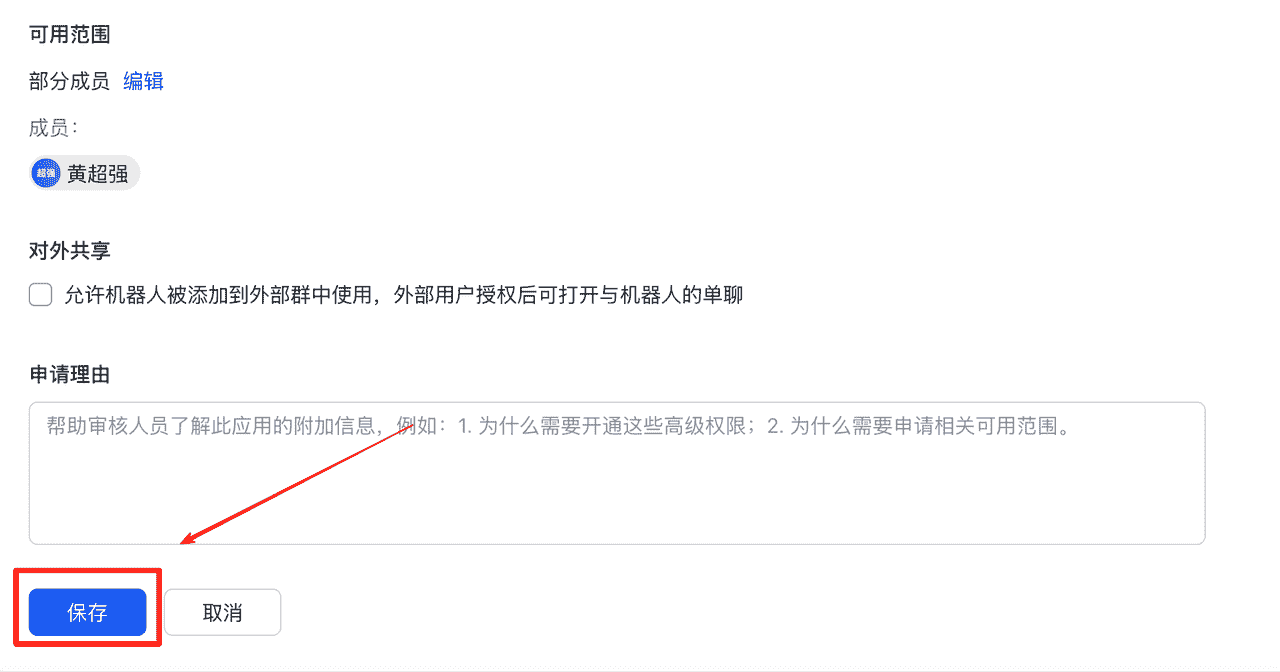 可用范围
部分成员 编辑
成员：
超强 黄超强
对外共享
允许机器人被添加到外部群中使用，外部用户授权后可打开与机器人的单聊
申请理由
帮助审核人员了解此应用的附加信息，例如：1. 为什么需要开通这些高级权限；2. 为什么需要申请相关可用范围。
保存 取消